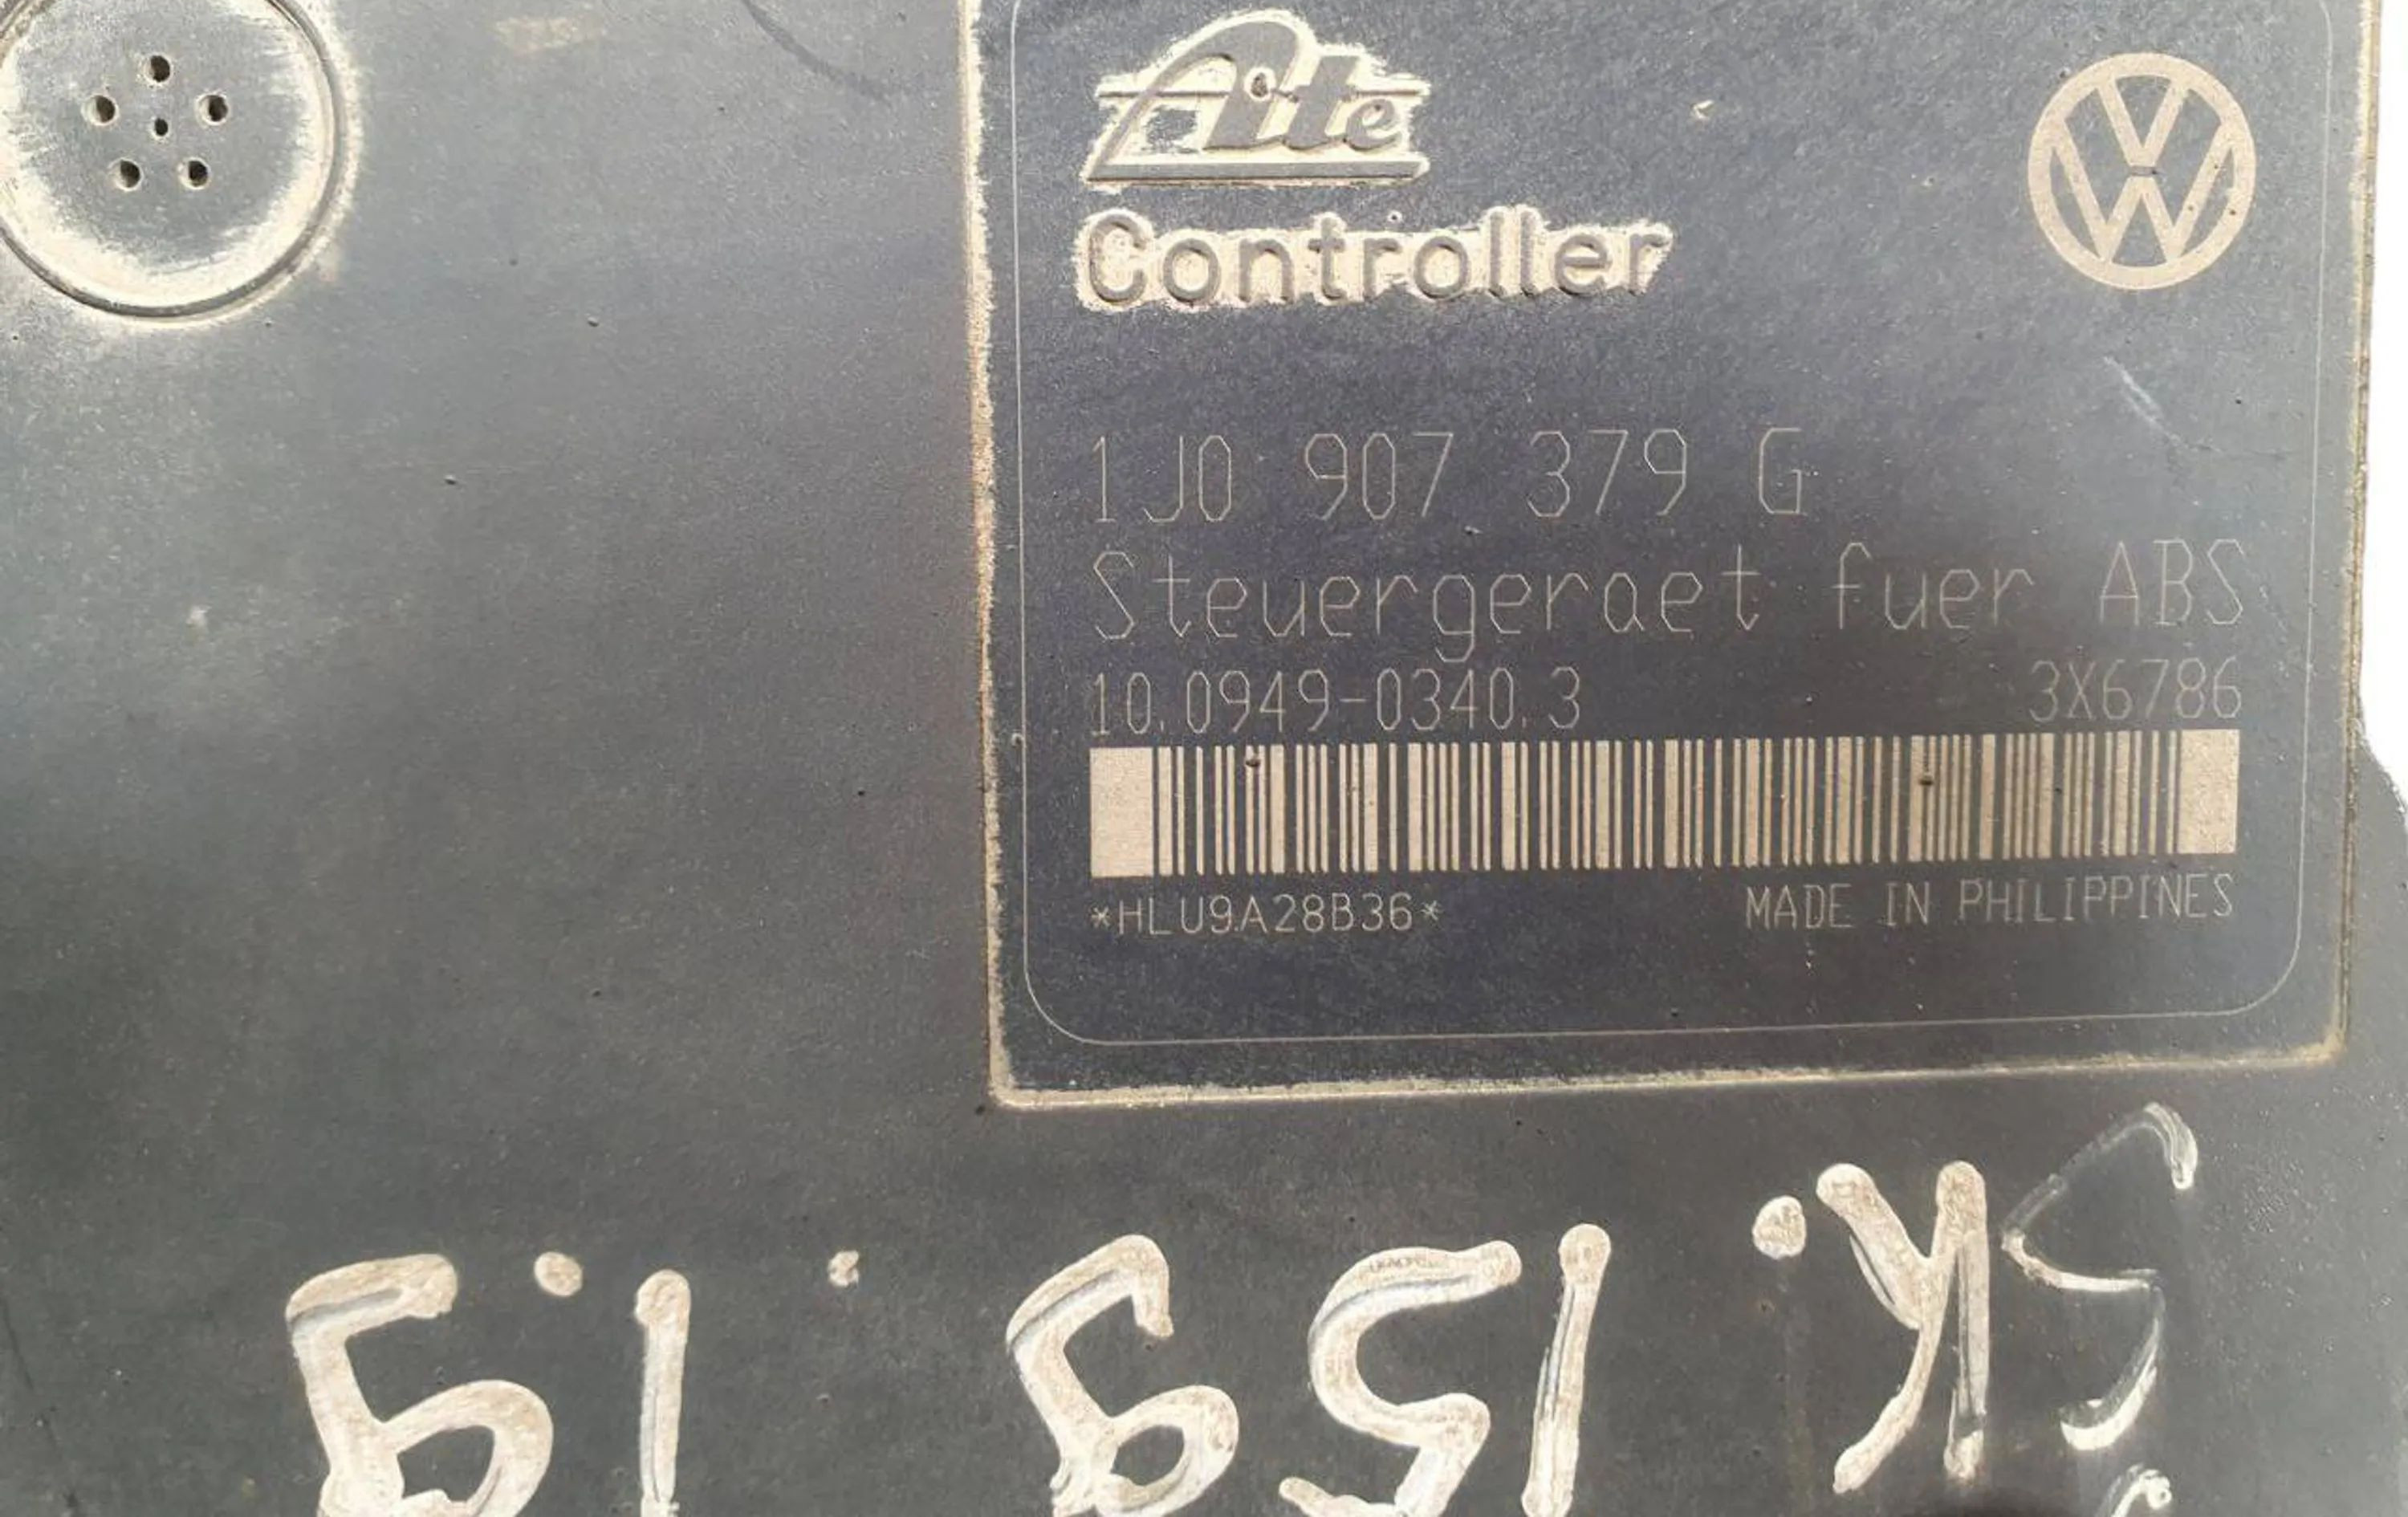 Ate
Controller
1J0 907 379 G
Steuergeraet fuer ABS
10.0949-0340.3 3X6786
*HLU9A28B36* MADE IN PHILIPPINES